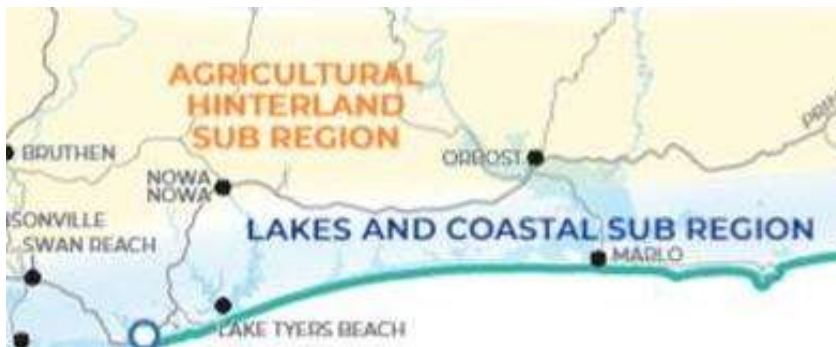 AGRICULTURAL
HINTERLAND
SUB REGION
BRUTHEN
ORBOST
NOWA
NOWA
LAKES AND COASTAL SUB REGION
SWAN REACH
MARLO
LAKE TYERS BEACH